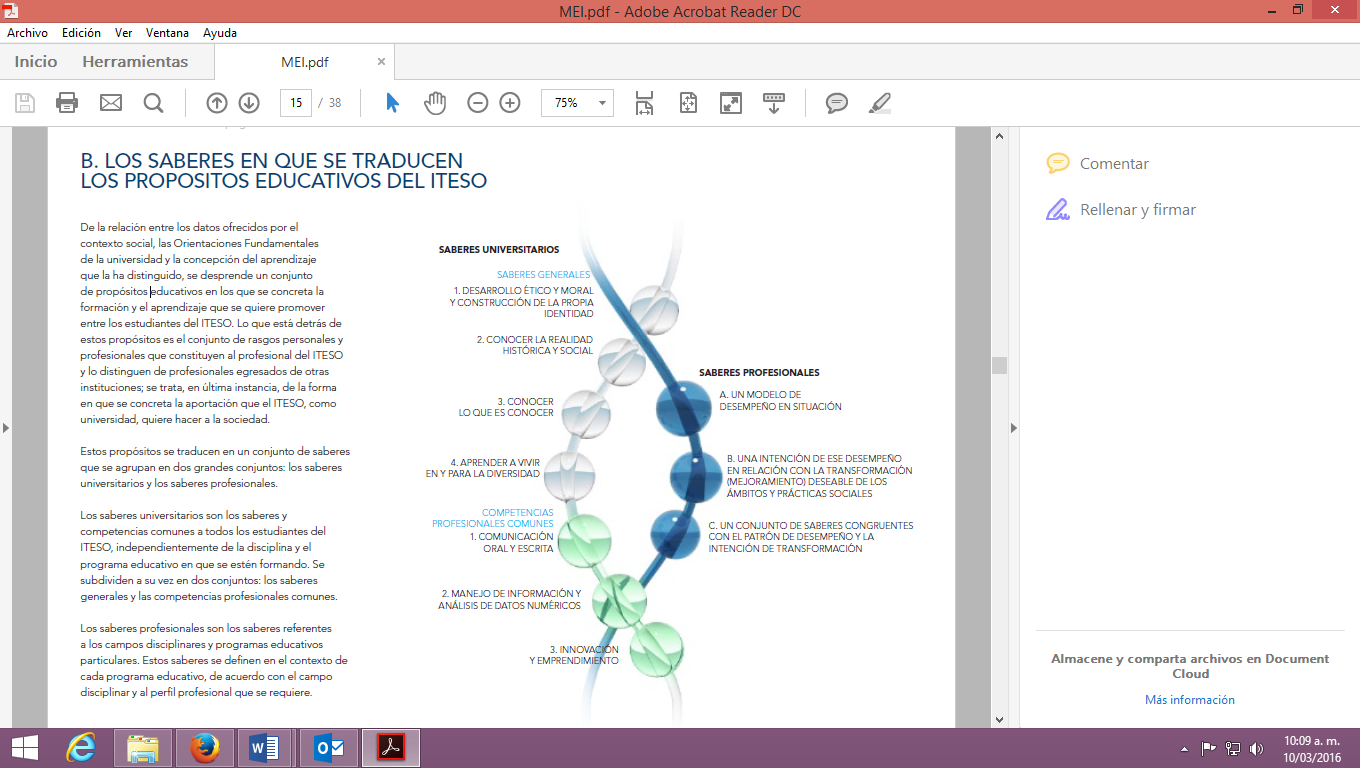 MEI.pdf - Adobe Acrobat Reader DC
Archivo Edición Ver Ventana Ayuda
Inicio Herramientas MEI.pdf
15 / 38 75%
B. LOS SABERES EN QUE SE TRADUCEN
LOS PROPOSITOS EDUCATIVOS DEL ITESO
De la relación entre los datos ofrecidos por el
contexto social, las Orientaciones Fundamentales
de la universidad y la concepción del aprendizaje
que la ha distinguido, se desprende un conjunto
de propósitos educativos en los que se concreta la
formación y el aprendizaje que se quiere promover
entre los estudiantes del ITESO. Lo que está detrás de
estos propósitos es el conjunto de rasgos personales y
profesionales que constituyen al profesional del ITESO
y lo distinguen de profesionales egresados de otras
instituciones; se trata, en última instancia, de la forma
en que se concreta la aportación que el ITESO, como
universidad, quiere hacer a la sociedad.
Estos propósitos se traducen en un conjunto de saberes
que se agrupan en dos grandes conjuntos: los saberes
universitarios y los saberes profesionales.
Los saberes universitarios son los saberes y
competencias comunes a todos los estudiantes del
ITESO, independientemente de la disciplina y el
programa educativo en que se estén formando. Se
subdividen a su vez en dos conjuntos: los saberes
generales y las competencias profesionales comunes.
Los saberes profesionales son los saberes referentes
a los campos disciplinares y programas educativos
particulares. Estos saberes se definen en el contexto de
cada programa educativo, de acuerdo con el campo
disciplinar y al perfil profesional que se requiere.
SABERES UNIVERSITARIOS
SABERES GENERALES
1. DESARROLLO ÉTICO Y MORAL
Y CONSTRUCCIÓN DE LA PROPIA
IDENTIDAD
2. CONOCER LA REALIDAD
HISTÓRICA Y SOCIAL
3. CONOCER
LO QUE ES CONOCER
4. APRENDER A VIVIR
EN Y PARA LA DIVERSIDAD
COMPETENCIAS
PROFESIONALES COMUNES
1. COMUNICACIÓN
ORAL Y ESCRITA
2. MANEJO DE INFORMACIÓN Y
ANÁLISIS DE DATOS NUMÉRICOS
3. INNOVACIÓN
Y EMPRENDIMIENTO
SABERES PROFESIONALES
A. UN MODELO DE
DESEMPEÑO EN SITUACIÓN
B. UNA INTENCIÓN DE ESE DESEMPEÑO
EN RELACIÓN CON LA TRANSFORMACIÓN
(MEJORAMIENTO) DESEABLE DE LOS
ÁMBITOS Y PRÁCTICAS SOCIALES
C. UN CONJUNTO DE SABERES CONGRUENTES
CON EL PATRÓN DE DESEMPEÑO Y LA
INTENCIÓN DE TRANSFORMACIÓN
Comentar
Rellenar y firmar
Almacene y comparta archivos en Document
Cloud
Más información
10:09 a. m.
10/03/2016